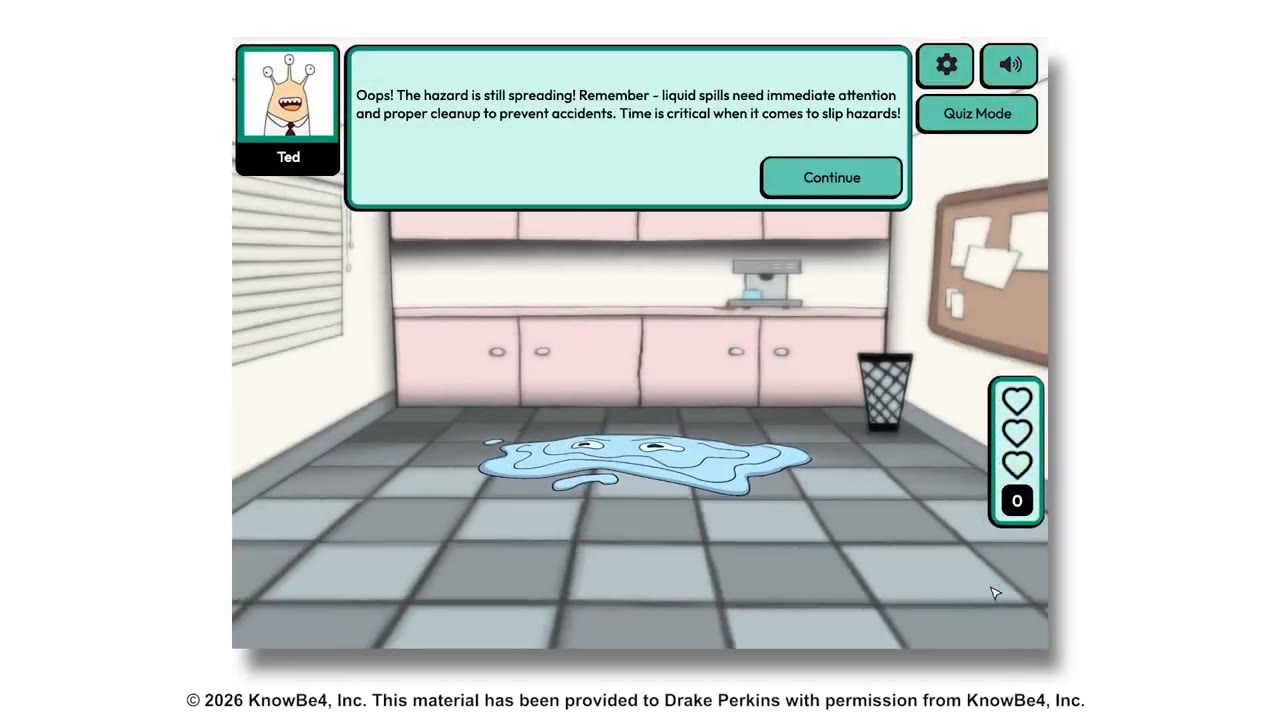 Ted
Oops! The hazard is still spreading! Remember - liquid spills need immediate attention
and proper cleanup to prevent accidents. Time is critical when it comes to slip hazards!
Continue
Quiz Mode
0
© 2026 KnowBe4, Inc. This material has been provided to Drake Perkins with permission from KnowBe4, Inc.